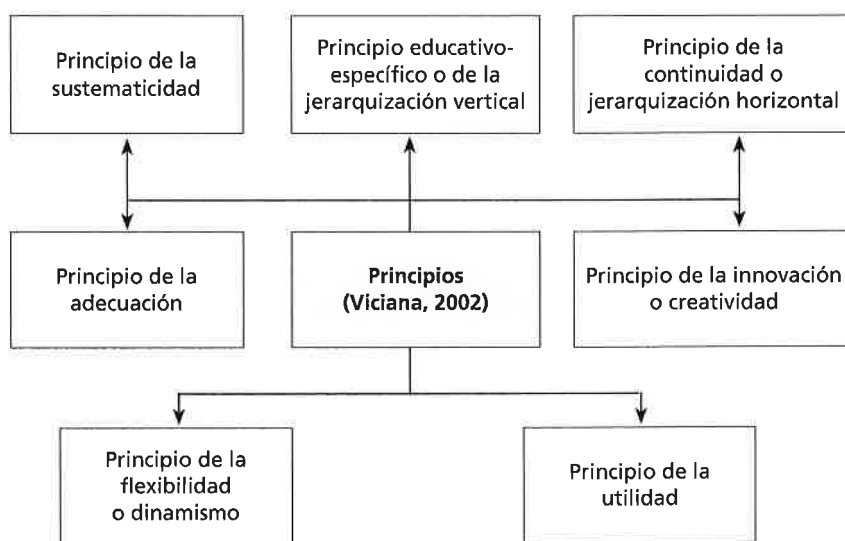 Principio de la
sustematicidad
Principio educativo-
específico o de la
jerarquización vertical
Principio de la
continuidad o
jerarquización horizontal
Principio de la
adecuación
Principios
(Viciana, 2002)
Principio de la innovación
o creatividad
Principio de la
flexibilidad
o dinamismo
Principio de la
utilidad